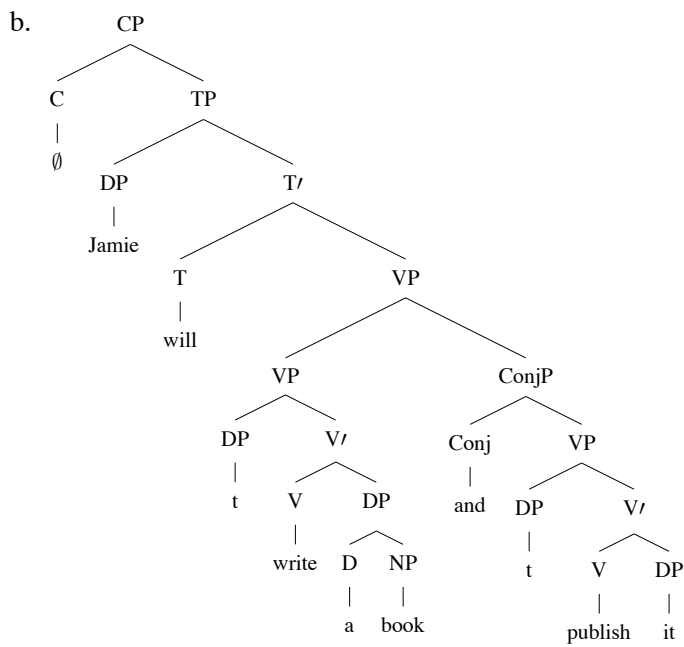 b. CP
C TP
∅ DP T′
Jamie T VP
will VP ConjP
DP V′ Conj VP
t V DP and DP V′
write D NP t V DP
a book publish it